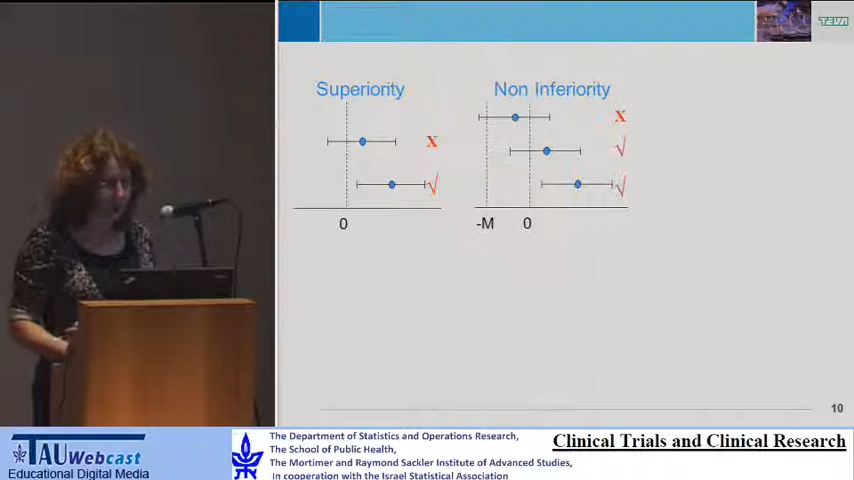 TEVA
Superiority
Non Inferiority
X
X
√
√
√
0
-M
0
10
TAU Webcast
Educational Digital Media
The Department of Statistics and Operations Research,
The School of Public Health,
The Mortimer and Raymond Sackler Institute of Advanced Studies,
In cooperation with the Israel Statistical Association
Clinical Trials and Clinical Research